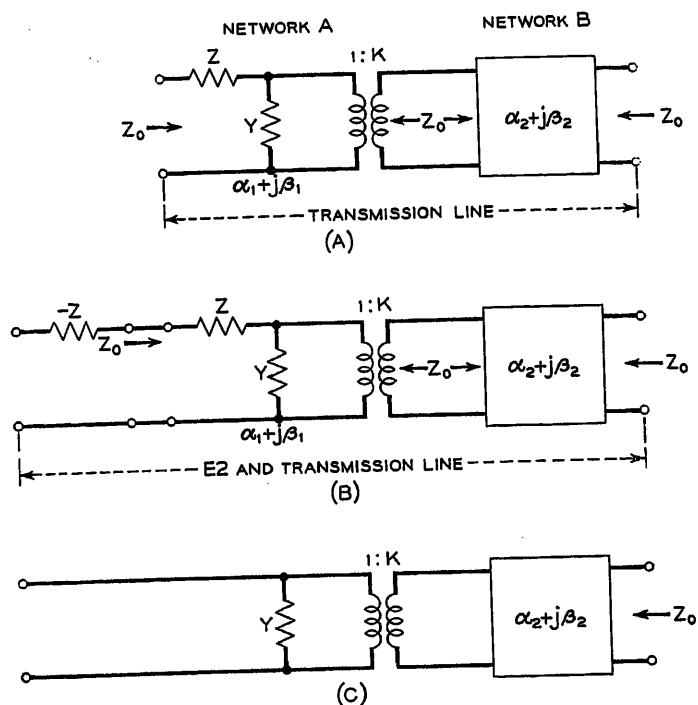 NETWORK A
NETWORK B
1:K
Z
Z₀
Y
Z₀
α₂+jβ₂
Z₀
α₁+jβ₁
TRANSMISSION LINE
(A)
-Z
Z
1:K
Z₀
Y
Z₀
α₂+jβ₂
Z₀
α₁+jβ₁
E2 AND TRANSMISSION LINE
(B)
1:K
Y
α₂+jβ₂
Z₀
(C)